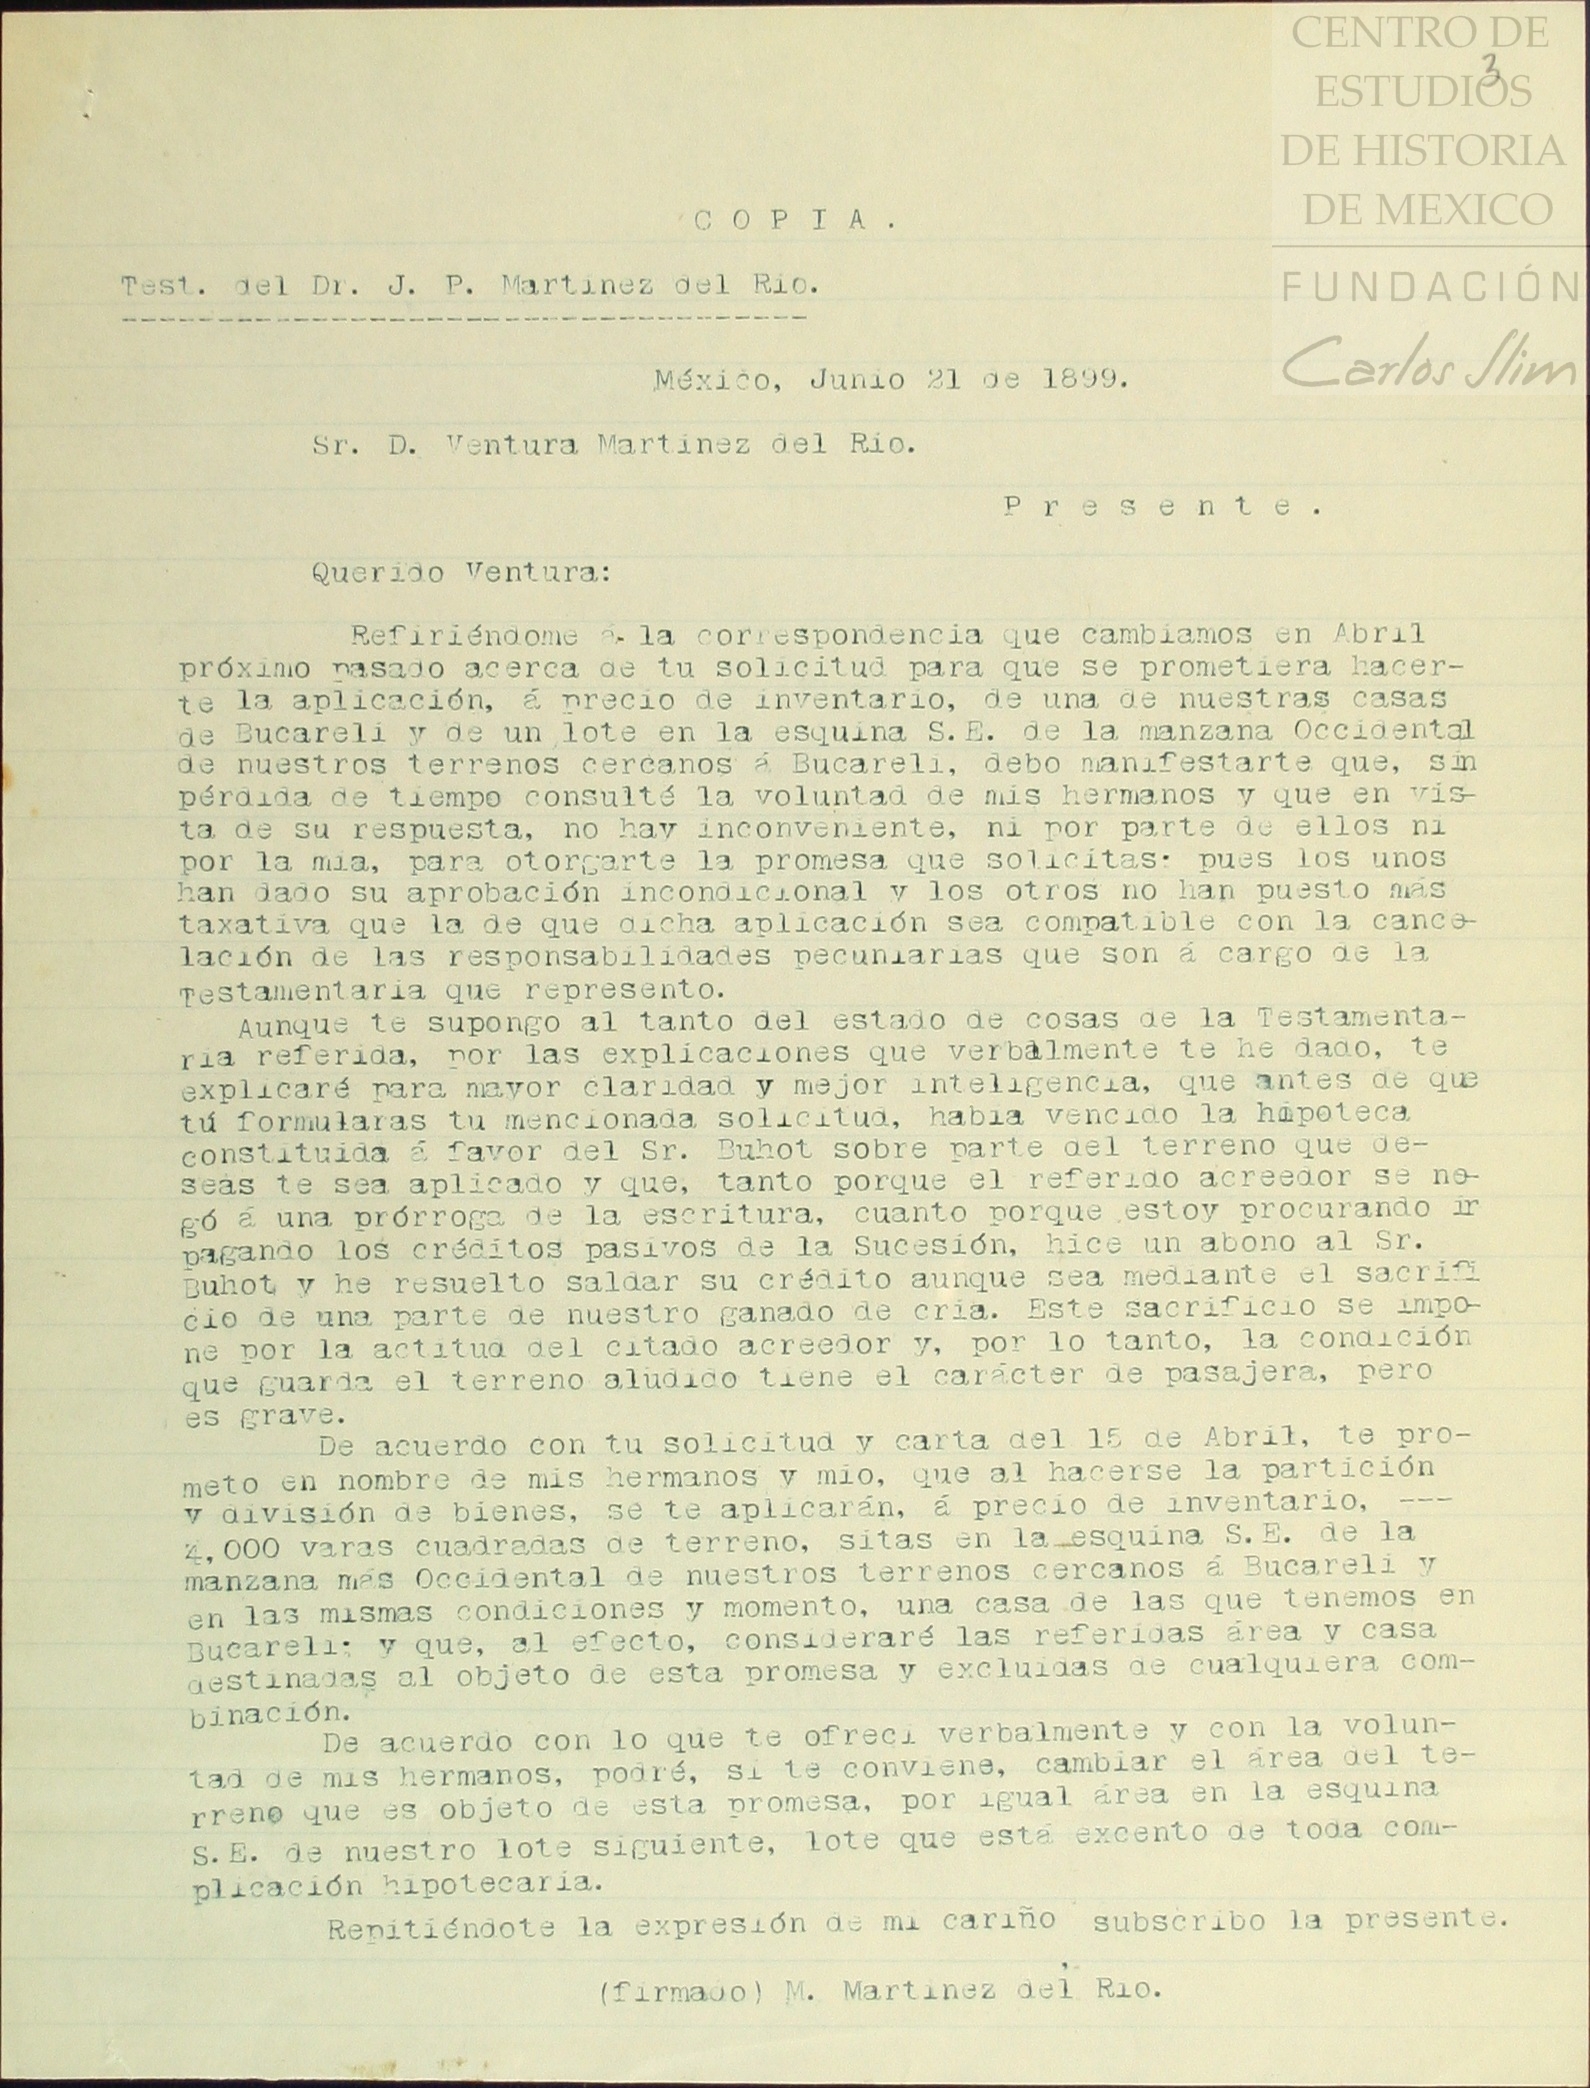 CENTRO DE
ESTUDIOS
DE HISTORIA
DE MEXICO
FUNDACIÓN
Carlos Slim
3
C O P I A .
Test. del Dr. J. P. Martinez del Rio.
México, Junio 21 de 1899.
Sr. D. Ventura Martinez del Rio.
P r e s e n t e .
Querido Ventura:
Refiriéndome á la correspondencia que cambiamos en Abril
próximo pasado acerca de tu solicitud para que se prometiera hacer-
te la aplicación, á precio de inventario, de una de nuestras casas
de Bucareli y de un lote en la esquina S.E. de la manzana Occidental
de nuestros terrenos cercanos á Bucareli, debo manifestarte que, sin
pérdida de tiempo consulté la voluntad de mis hermanos y que en vis-
ta de su respuesta, no hay inconveniente, ni por parte de ellos ni
por la mia, para otorgarte la promesa que solicitas: pues los unos
han dado su aprobación incondicional y los otros no han puesto más
taxativa que la de que dicha aplicación sea compatible con la cance-
lación de las responsabilidades pecuniarias que son á cargo de la
Testamentaria que represento.
Aunque te supongo al tanto del estado de cosas de la Testamenta-
ria referida, por las explicaciones que verbalmente te he dado, te
explicaré para mayor claridad y mejor inteligencia, que antes de que
tú formularas tu mencionada solicitud, habia vencido la hipoteca
constituida á favor del Sr. Buhot sobre parte del terreno que de-
seas te sea aplicado y que, tanto porque el referido acreedor se ne-
gó á una prórroga de la escritura, cuanto porque estoy procurando ir
pagando los créditos pasivos de la Sucesión, hice un abono al Sr.
Buhot y he resuelto saldar su crédito aunque sea mediante el sacrifi
cio de una parte de nuestro ganado de cria. Este sacrificio se impo-
ne por la actitud del citado acreedor y, por lo tanto, la condición
que guarda el terreno aludido tiene el carácter de pasajera, pero
es grave.
De acuerdo con tu solicitud y carta del 15 de Abril, te pro-
meto en nombre de mis hermanos y mio, que al hacerse la partición
y división de bienes, se te aplicarán, á precio de inventario, ---
4,000 varas cuadradas de terreno, sitas en la esquina S.E. de la
manzana más Occidental de nuestros terrenos cercanos á Bucareli y
en las mismas condiciones y momento, una casa de las que tenemos en
Bucareli; y que, al efecto, consideraré las referidas área y casa
destinadas al objeto de esta promesa y excluidas de cualquiera com-
binación.
De acuerdo con lo que te ofreci verbalmente y con la volun-
tad de mis hermanos, podré, si te conviene, cambiar el área del te-
rreno que es objeto de esta promesa, por igual área en la esquina
S.E. de nuestro lote siguiente, lote que está excento de toda com-
plicación hipotecaria.
Repitiéndote la expresión de mi cariño subscribo la presente.
(firmado) M. Martinez del Rio.